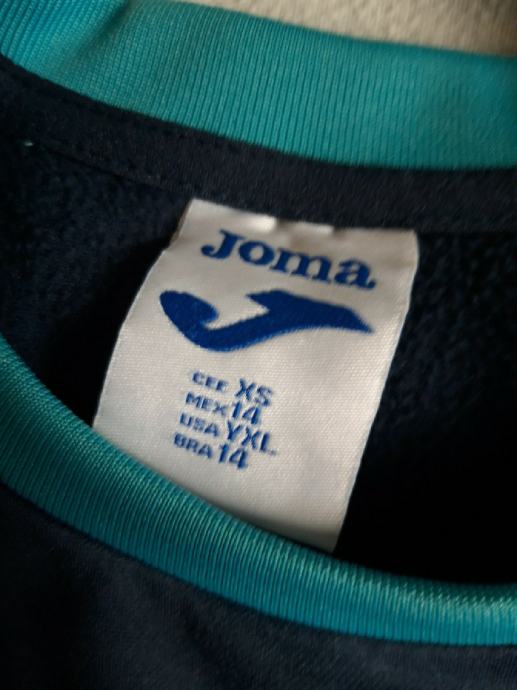 Joma
CEE XS
MEX 14
USA YXL
BRA 14